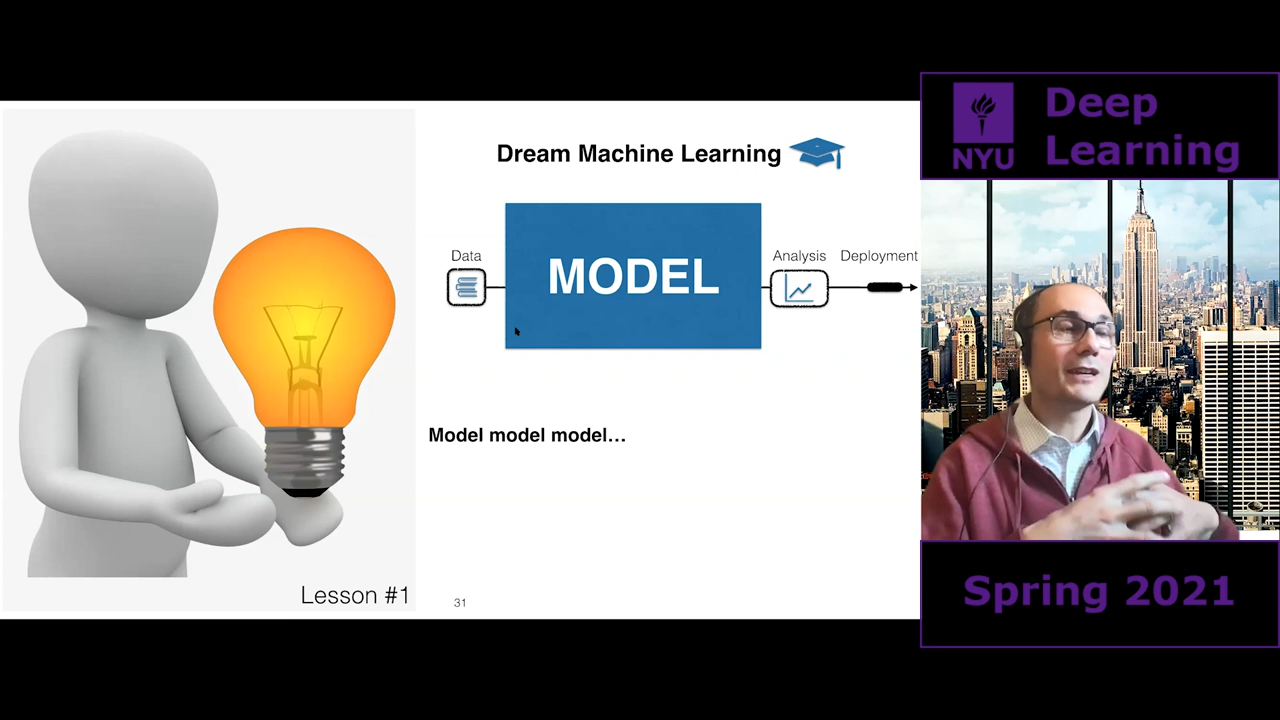 Dream Machine Learning
Data
MODEL
Analysis
Deployment
Model model model…
Lesson #1
31
NYU
Deep
Learning
Spring 2021